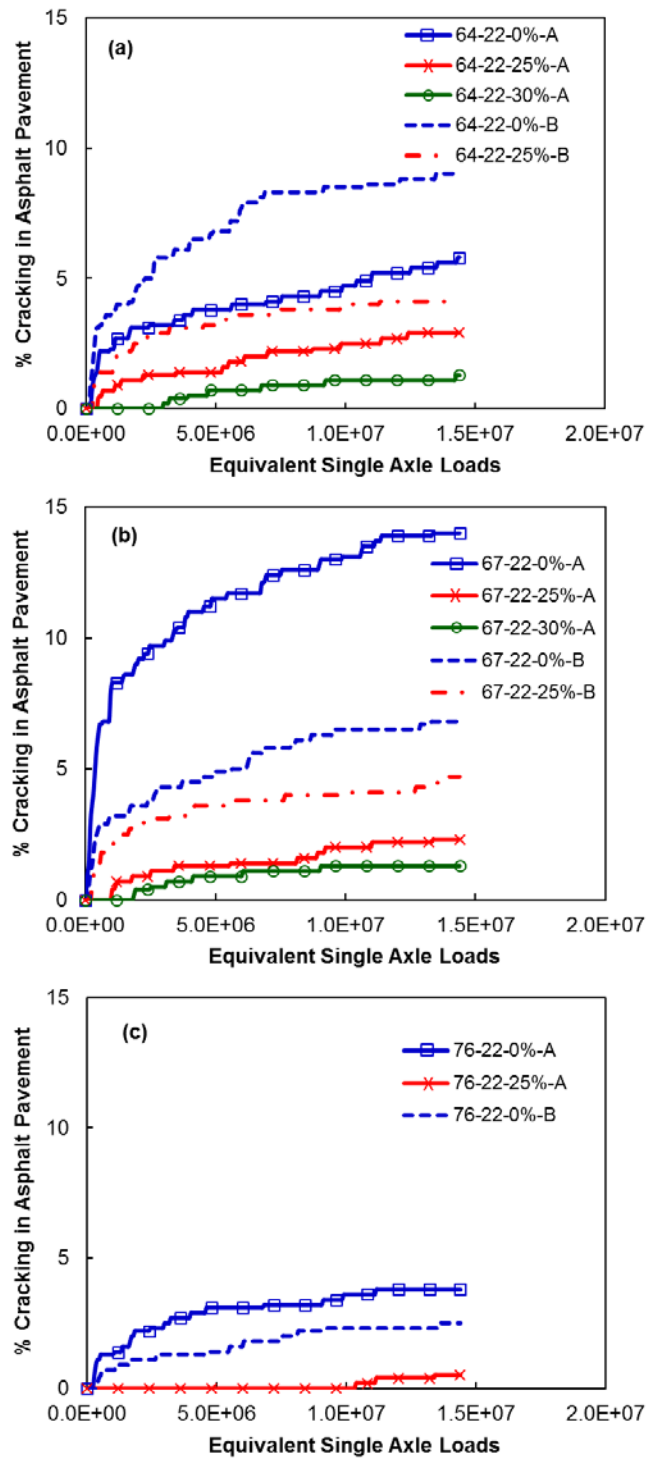 15
(a)
64-22-0%-A
64-22-25%-A
64-22-30%-A
64-22-0%-B
64-22-25%-B
10
5
0
% Cracking in Asphalt Pavement
0.0E+00 5.0E+06 1.0E+07 1.5E+07 2.0E+07
Equivalent Single Axle Loads
15
(b)
67-22-0%-A
67-22-25%-A
67-22-30%-A
67-22-0%-B
67-22-25%-B
10
5
0
% Cracking in Asphalt Pavement
0.0E+00 5.0E+06 1.0E+07 1.5E+07 2.0E+07
Equivalent Single Axle Loads
15
(c)
76-22-0%-A
76-22-25%-A
76-22-0%-B
10
5
0
% Cracking in Asphalt Pavement
0.0E+00 5.0E+06 1.0E+07 1.5E+07 2.0E+07
Equivalent Single Axle Loads